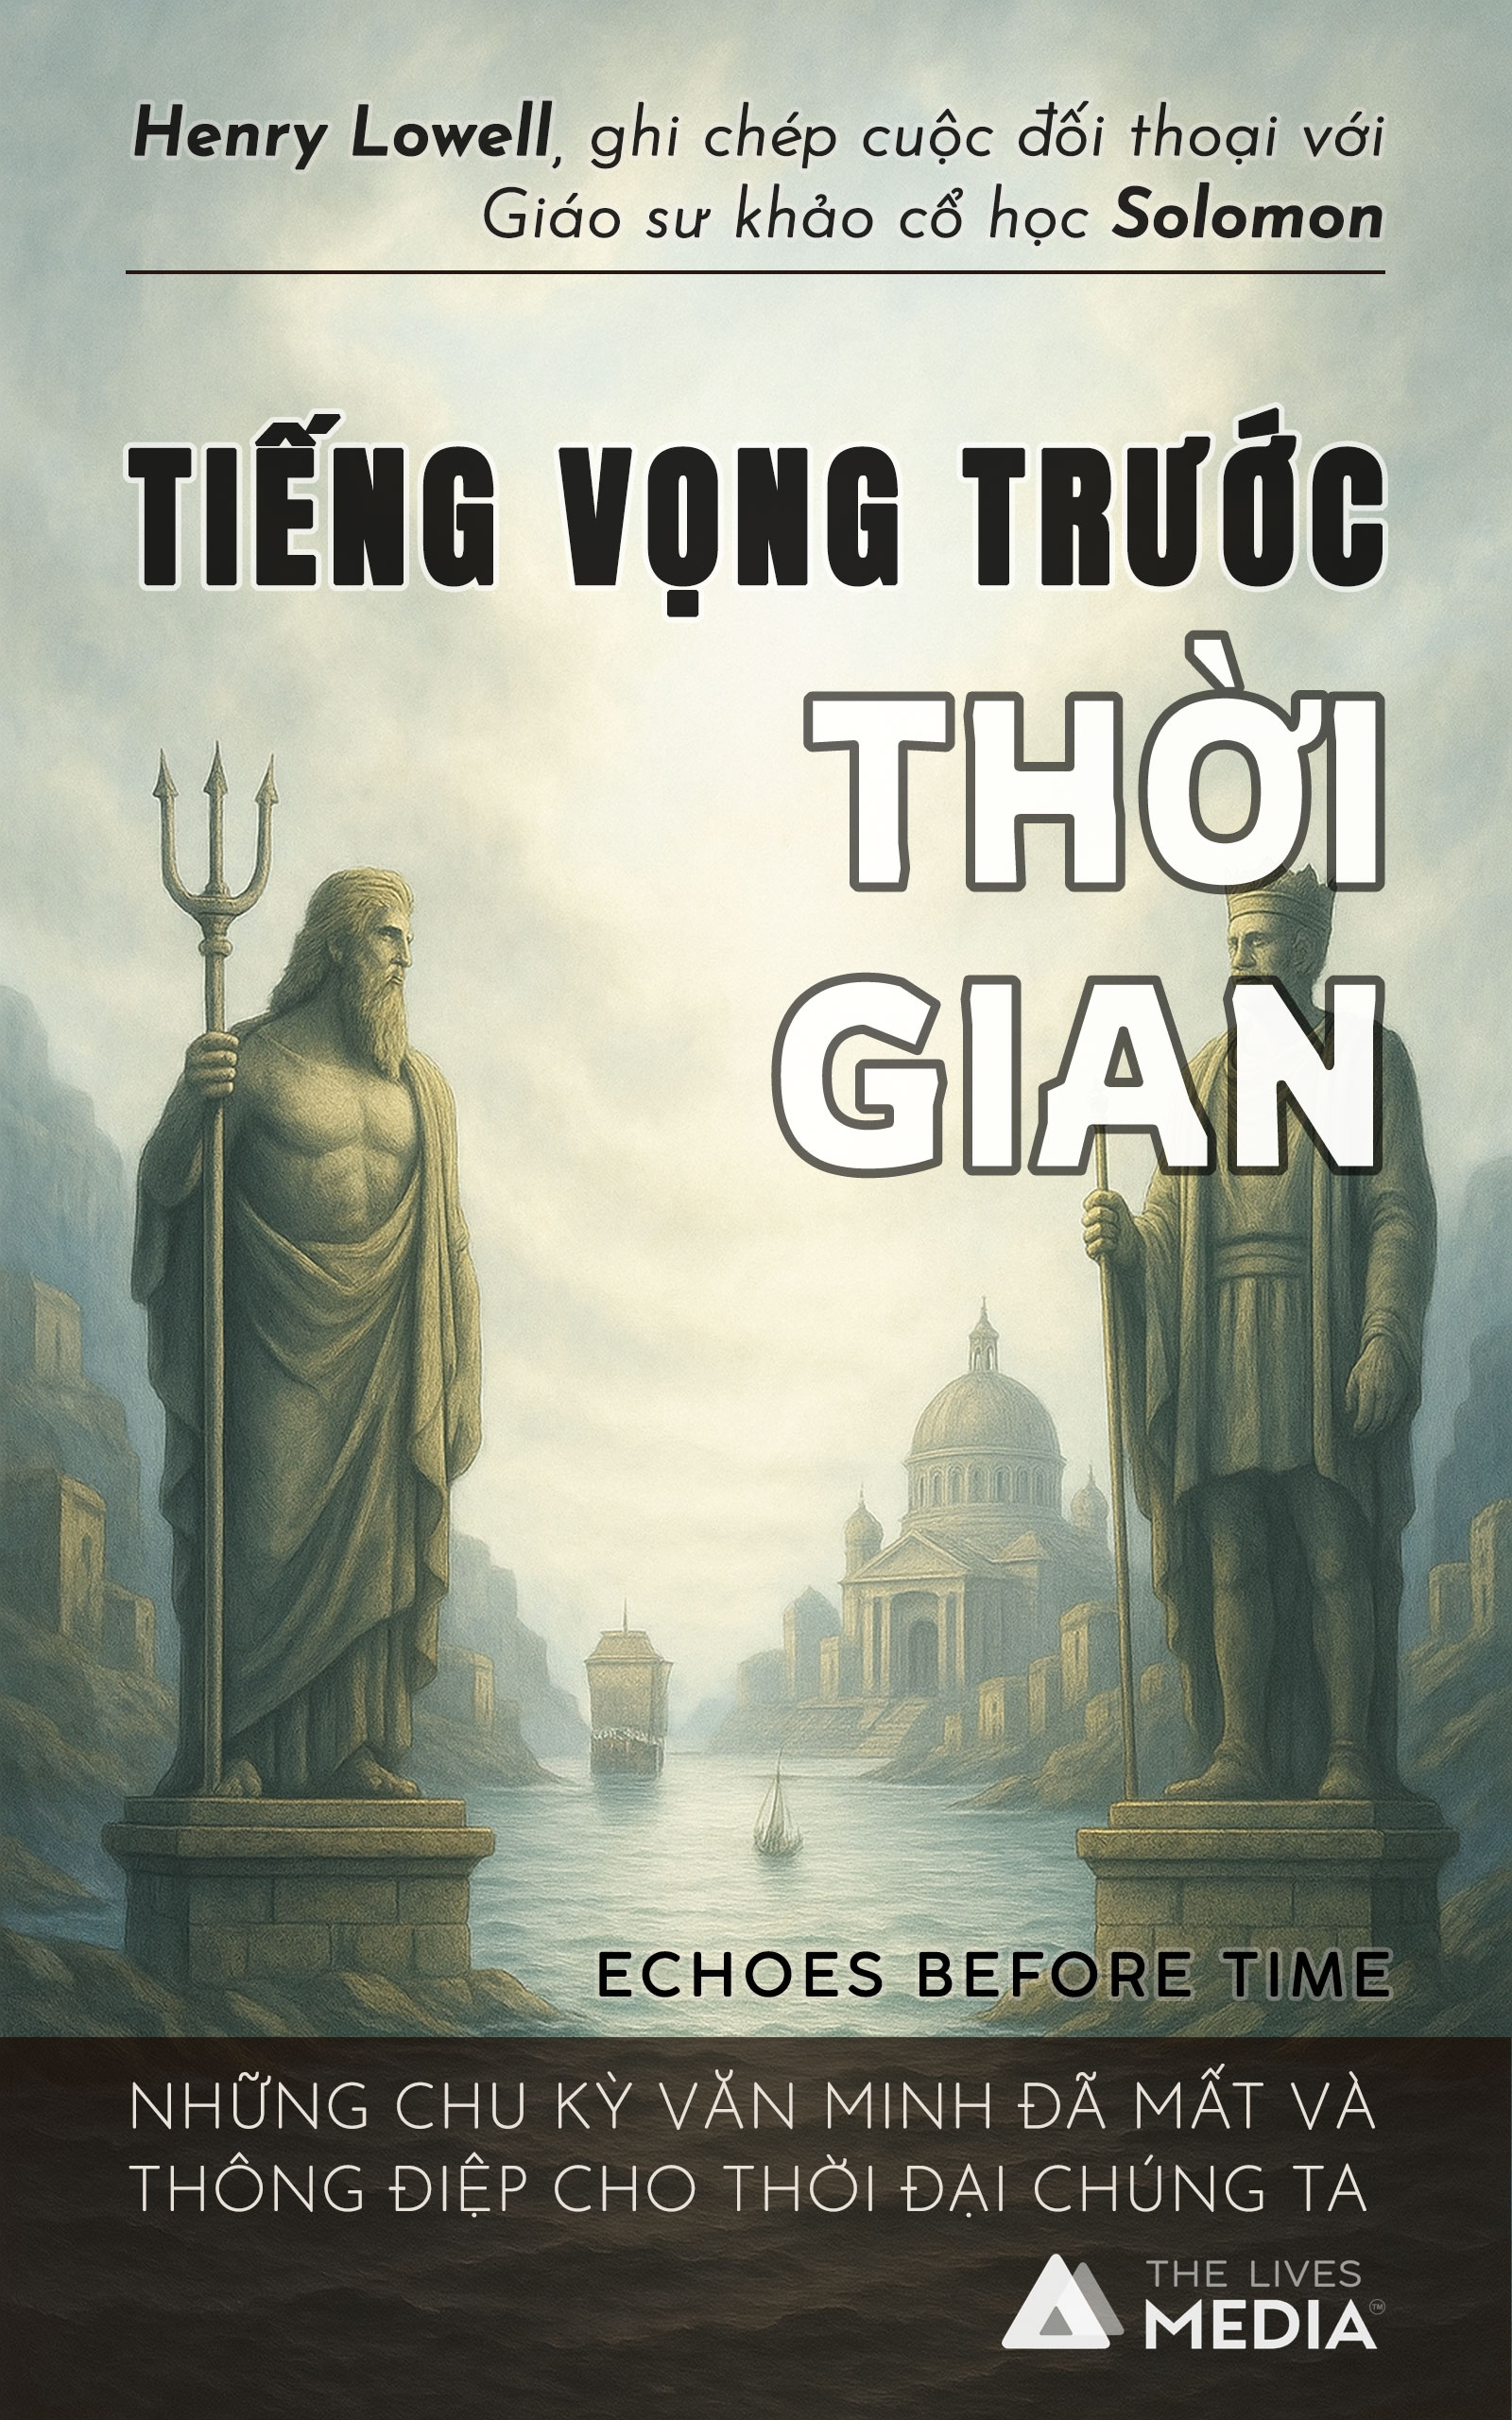 Henry Lowell, ghi chép cuộc đối thoại với
Giáo sư khảo cổ học Solomon
TIẾNG VỌNG TRƯỚC
THỜI
GIAN
ECHOES BEFORE TIME
NHỮNG CHU KỲ VĂN MINH ĐÃ MẤT VÀ
THÔNG ĐIỆP CHO THỜI ĐẠI CHÚNG TA
THE LIVES
MEDIA™